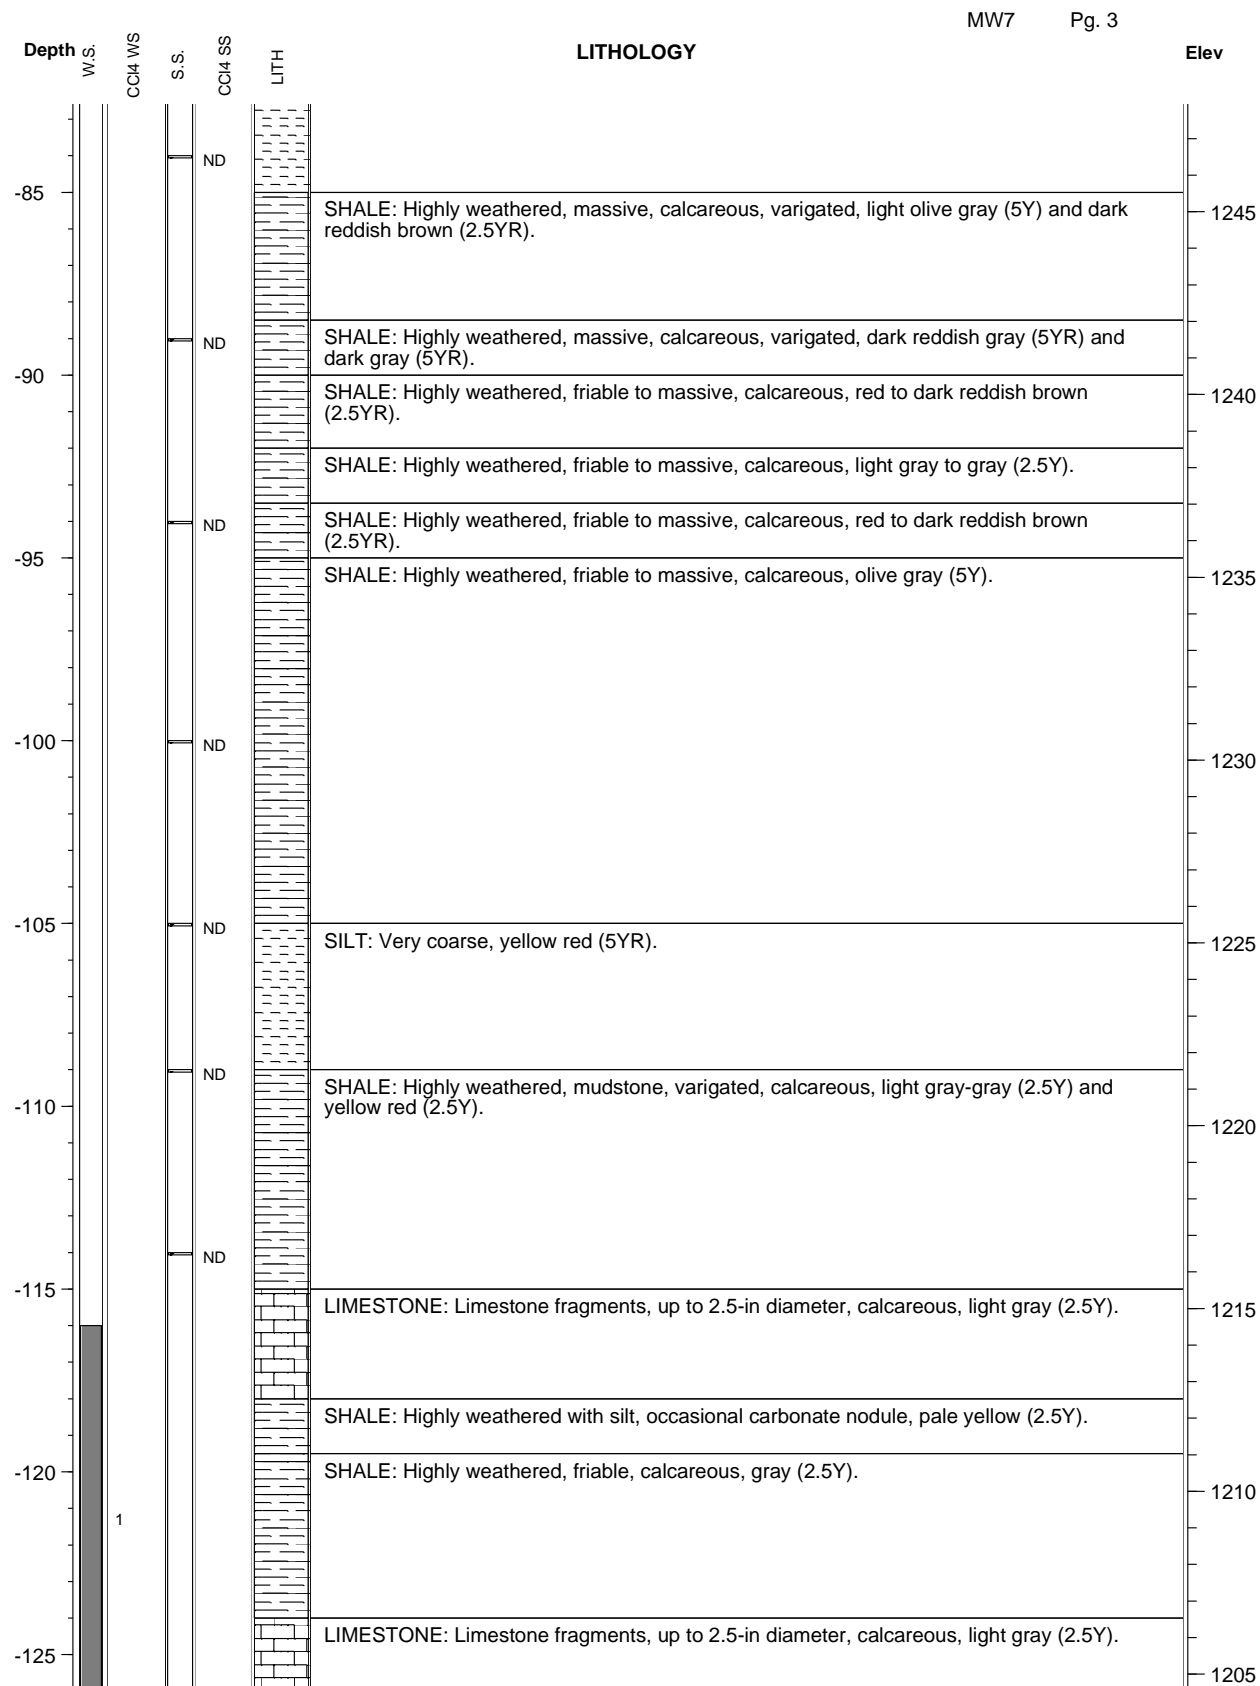 MW7 Pg. 3
Depth W.S. CCl4 WS S.S. CCl4 SS LITH LITHOLOGY Elev
ND
-85
SHALE: Highly weathered, massive, calcareous, varigated, light olive gray (5Y) and dark
reddish brown (2.5YR).
1245
SHALE: Highly weathered, massive, calcareous, varigated, dark reddish gray (5YR) and
dark gray (5YR).
ND
-90
SHALE: Highly weathered, friable to massive, calcareous, red to dark reddish brown
(2.5YR).
1240
SHALE: Highly weathered, friable to massive, calcareous, light gray to gray (2.5Y).
ND
SHALE: Highly weathered, friable to massive, calcareous, red to dark reddish brown
(2.5YR).
-95
SHALE: Highly weathered, friable to massive, calcareous, olive gray (5Y).
1235
-100
ND
1230
-105
ND
SILT: Very coarse, yellow red (5YR).
1225
ND
SHALE: Highly weathered, mudstone, varigated, calcareous, light gray-gray (2.5Y) and
yellow red (2.5Y).
-110
1220
ND
-115
LIMESTONE: Limestone fragments, up to 2.5-in diameter, calcareous, light gray (2.5Y).
1215
SHALE: Highly weathered with silt, occasional carbonate nodule, pale yellow (2.5Y).
-120
SHALE: Highly weathered, friable, calcareous, gray (2.5Y).
1210
1
LIMESTONE: Limestone fragments, up to 2.5-in diameter, calcareous, light gray (2.5Y).
-125
1205